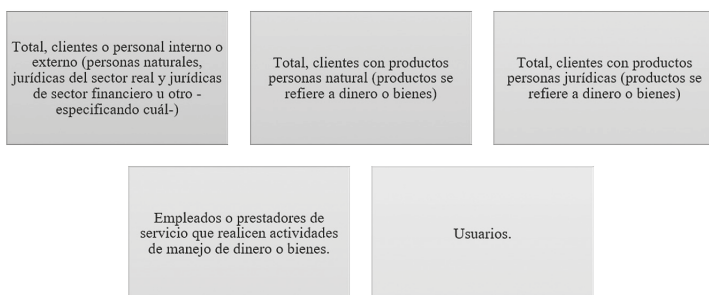 Total, clientes o personal interno o
externo (personas naturales,
jurídicas del sector real y jurídicas
de sector financiero u otro -
especificando cuál-)
Total, clientes con productos
personas natural (productos se
refiere a dinero o bienes)
Total, clientes con productos
personas jurídicas (productos se
refiere a dinero o bienes)
Empleados o prestadores de
servicio que realicen actividades
de manejo de dinero o bienes.
Usuarios.